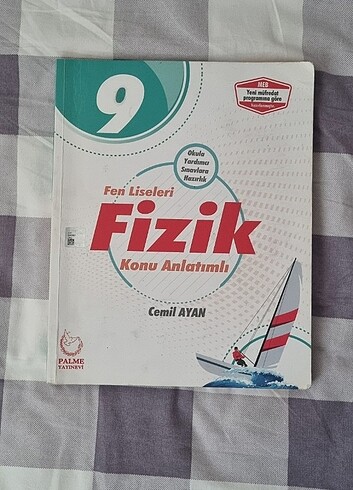 9
MEB
Yeni müfredat
programına göre
hazırlanmıştır.
Okula
Yardımcı
Sınavlara
Hazırlık
Fen Liseleri
Fizik
Konu Anlatımlı
Cemil AYAN
PALME
YAYINEVİ